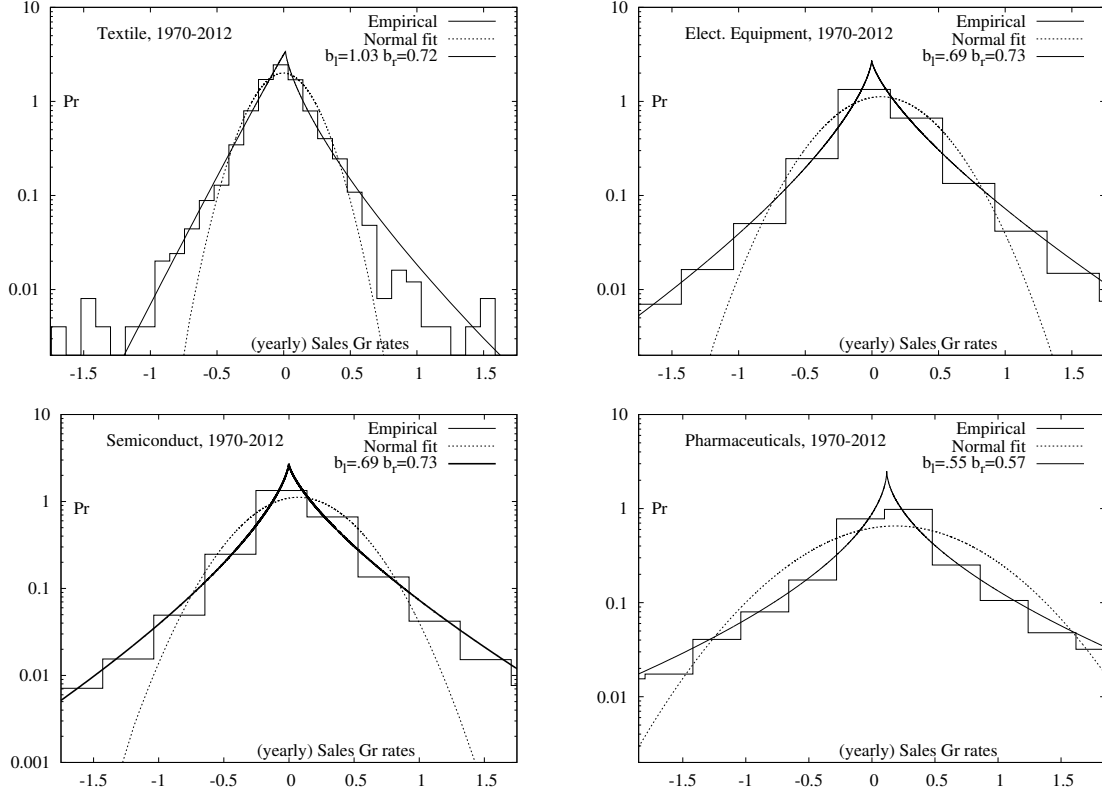 Textile, 1970-2012
Empirical
Normal fit
b_l=1.03 b_r=0.72
Pr
10
1
0.1
0.01
(yearly) Sales Gr rates
-1.5 -1 -0.5 0 0.5 1 1.5
Elect. Equipment, 1970-2012
Empirical
Normal fit
b_l=.69 b_r=0.73
Pr
10
1
0.1
0.01
(yearly) Sales Gr rates
-1.5 -1 -0.5 0 0.5 1 1.5
Semiconduct, 1970-2012
Empirical
Normal fit
b_l=.69 b_r=0.73
Pr
10
1
0.1
0.01
0.001
(yearly) Sales Gr rates
-1.5 -1 -0.5 0 0.5 1 1.5
Pharmaceuticals, 1970-2012
Empirical
Normal fit
b_l=.55 b_r=0.57
Pr
10
1
0.1
0.01
(yearly) Sales Gr rates
-1.5 -1 -0.5 0 0.5 1 1.5